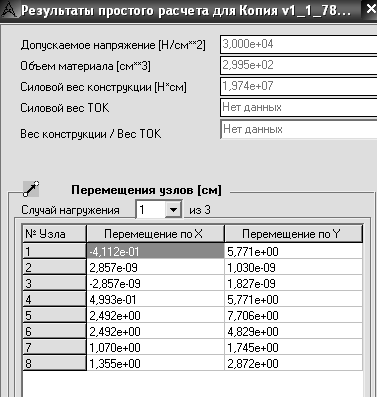 Результаты простого расчета для Копия v1_1_78...
Допускаемое напряжение [Н/см**2] 3,000e+04
Объем материала [см**3] 2,995e+02
Силовой вес конструкции [Н*см] 1,974e+07
Силовой вес ТОК Нет данных
Вес конструкции / Вес ТОК Нет данных
Перемещения узлов [см]
Случай нагружения 1 из 3
№ Узла Перемещение по X Перемещение по Y
1 -4,112e-01 5,771e+00
2 2,857e-09 1,030e-09
3 -2,857e-09 1,827e-09
4 4,993e-01 5,771e+00
5 2,492e+00 7,706e+00
6 2,492e+00 4,829e+00
7 1,070e+00 1,745e+00
8 1,355e+00 2,872e+00